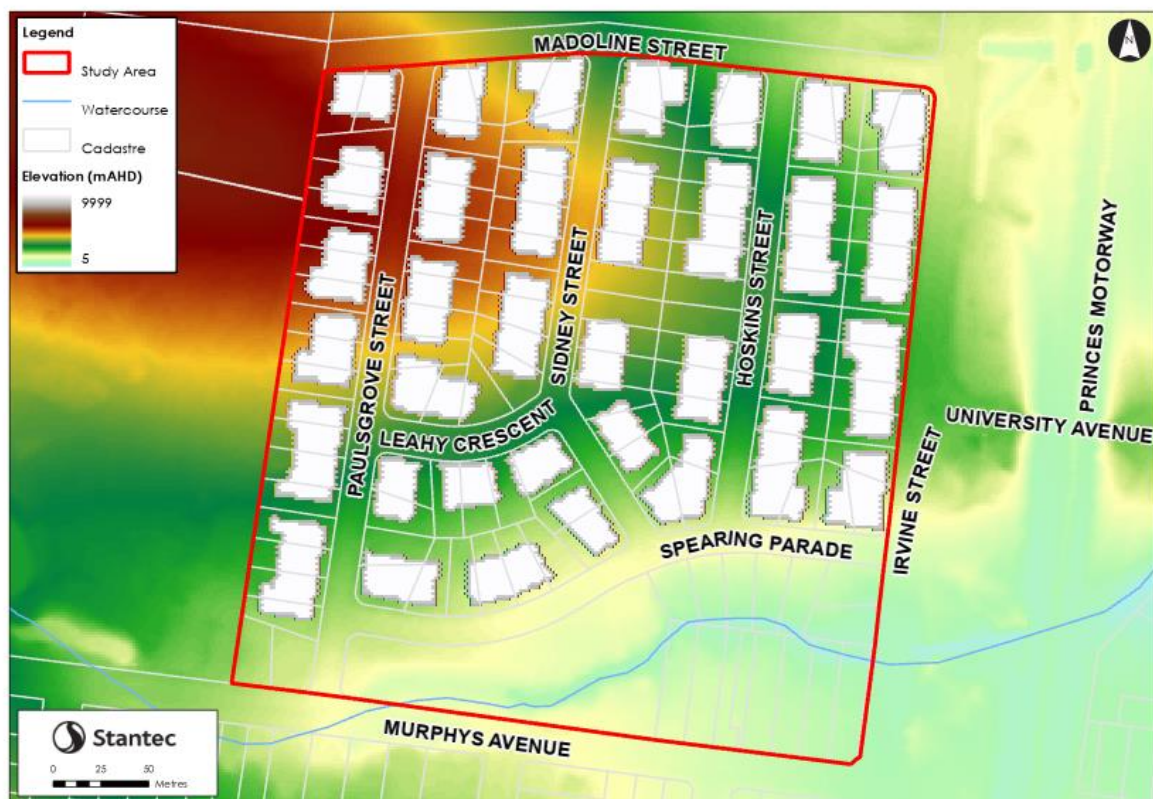 Legend
Study Area
Watercourse
Cadastre
Elevation (mAHD)
9999
5
MADOLINE STREET
N
PAULSGROVE STREET
SIDNEY STREET
HOSKINS STREET
PRINCES MOTORWAY
UNIVERSITY AVENUE
LEAHY CRESCENT
IRVINE STREET
SPEARING PARADE
MURPHYS AVENUE
Stantec
0 25 50
Metres